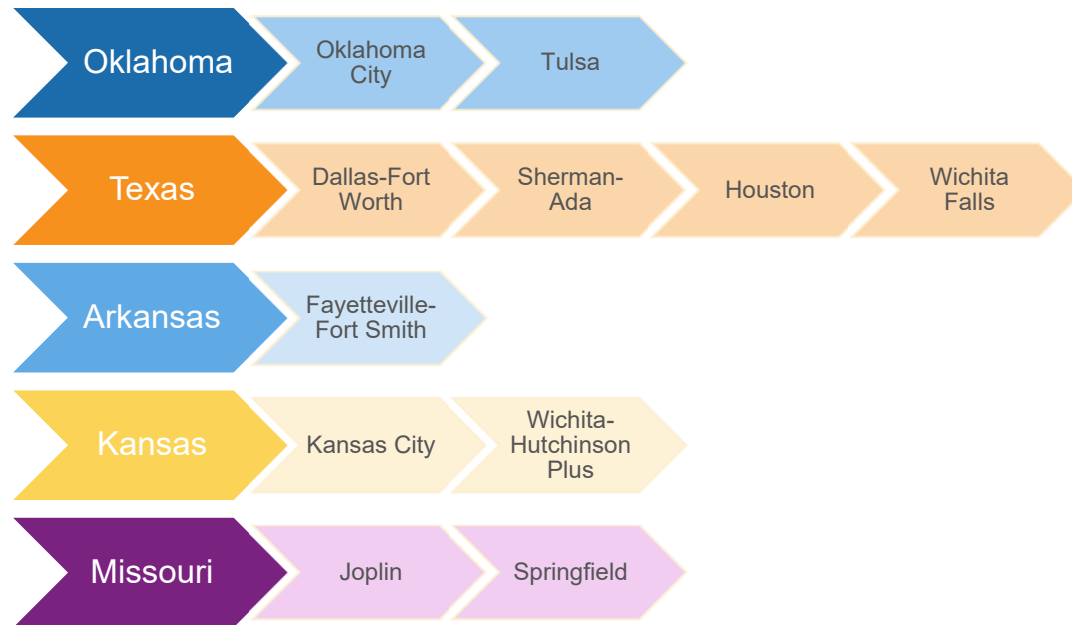 Oklahoma
Oklahoma
City
Tulsa
Texas
Dallas-Fort
Worth
Sherman-
Ada
Houston
Wichita
Falls
Arkansas
Fayetteville-
Fort Smith
Kansas
Kansas City
Wichita-
Hutchinson
Plus
Missouri
Joplin
Springfield